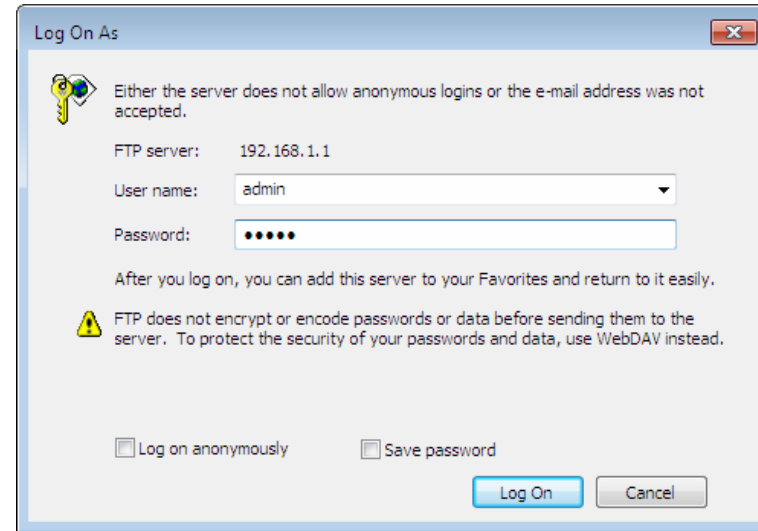 Log On As
Either the server does not allow anonymous logins or the e-mail address was not
accepted.
FTP server: 192.168.1.1
User name: admin
Password: •••••
After you log on, you can add this server to your Favorites and return to it easily.
FTP does not encrypt or encode passwords or data before sending them to the
server. To protect the security of your passwords and data, use WebDAV instead.
Log on anonymously Save password
Log On Cancel